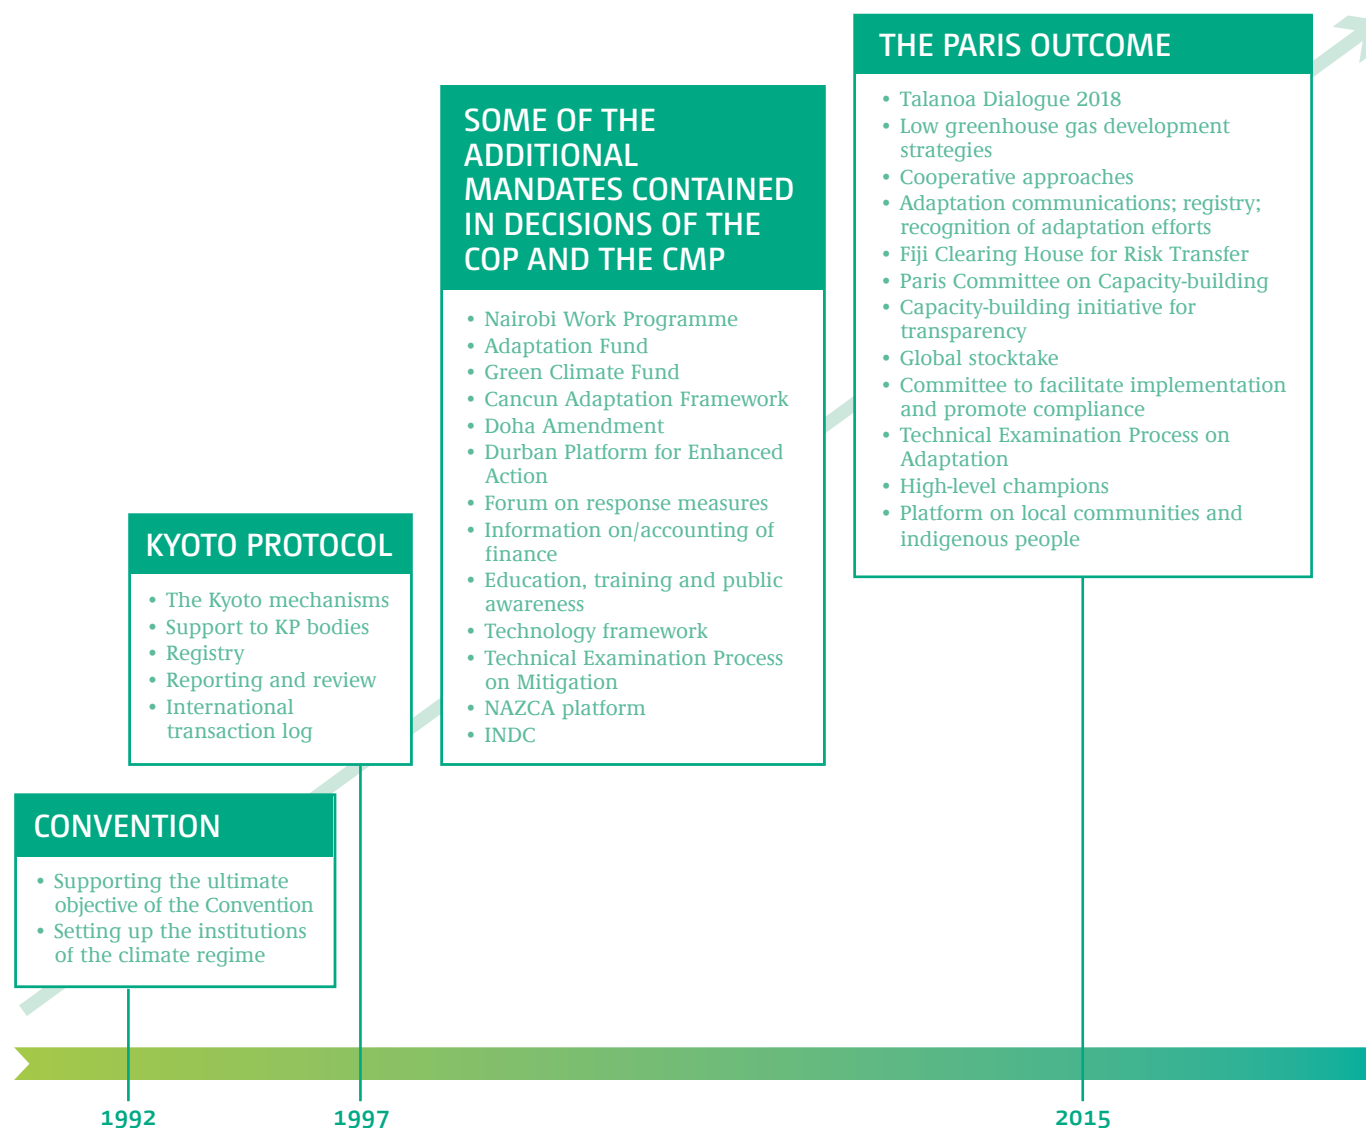 THE PARIS OUTCOME
• Talanoa Dialogue 2018
• Low greenhouse gas development
strategies
• Cooperative approaches
• Adaptation communications; registry;
recognition of adaptation efforts
• Fiji Clearing House for Risk Transfer
• Paris Committee on Capacity-building
• Capacity-building initiative for
transparency
• Global stocktake
• Committee to facilitate implementation
and promote compliance
• Technical Examination Process on
Adaptation
• High-level champions
• Platform on local communities and
indigenous people
SOME OF THE
ADDITIONAL
MANDATES CONTAINED
IN DECISIONS OF THE
COP AND THE CMP
• Nairobi Work Programme
• Adaptation Fund
• Green Climate Fund
• Cancun Adaptation Framework
• Doha Amendment
• Durban Platform for Enhanced
Action
• Forum on response measures
• Information on/accounting of
finance
• Education, training and public
awareness
• Technology framework
• Technical Examination Process
on Mitigation
• NAZCA platform
• INDC
KYOTO PROTOCOL
• The Kyoto mechanisms
• Support to KP bodies
• Registry
• Reporting and review
• International
transaction log
CONVENTION
• Supporting the ultimate
objective of the Convention
• Setting up the institutions
of the climate regime
1992
1997
2015